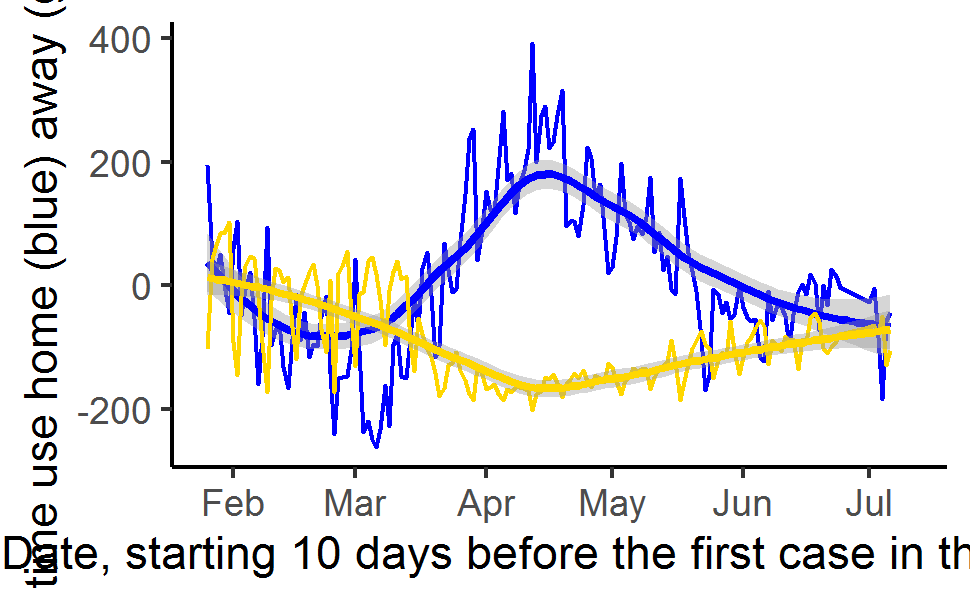 time use home (blue) away (g
400
200
0
-200
Feb Mar Apr May Jun Jul
Date, starting 10 days before the first case in th